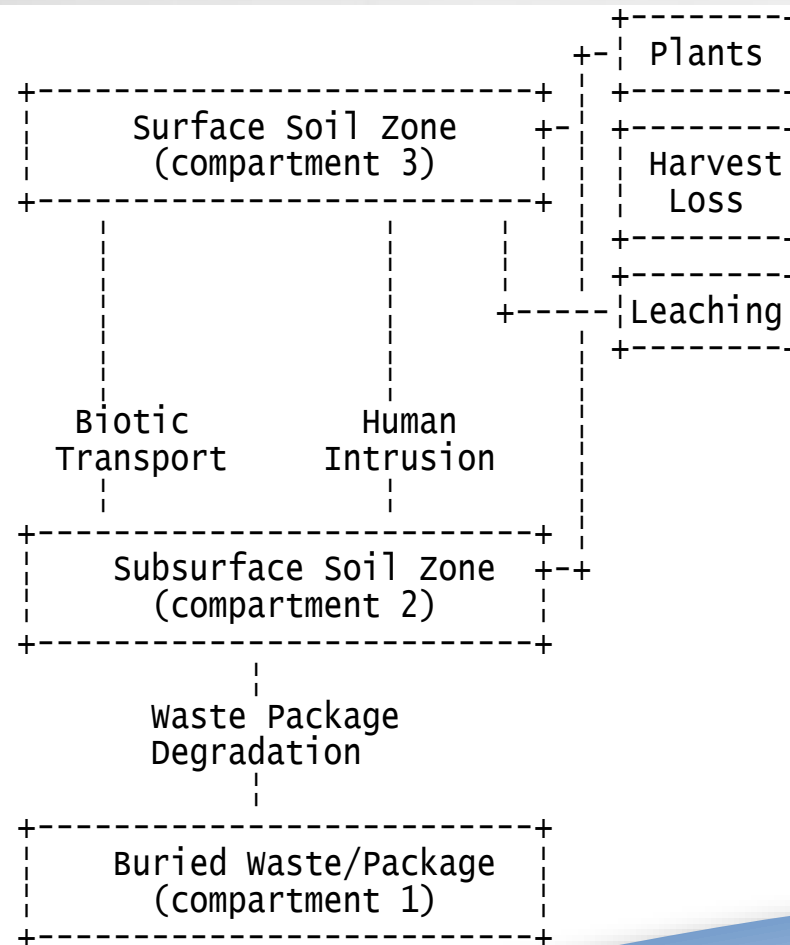 Plants
Surface Soil Zone
(compartment 3)
Harvest
Loss
Leaching
Biotic
Transport
Human
Intrusion
Subsurface Soil Zone
(compartment 2)
Waste Package
Degradation
Buried Waste/Package
(compartment 1)